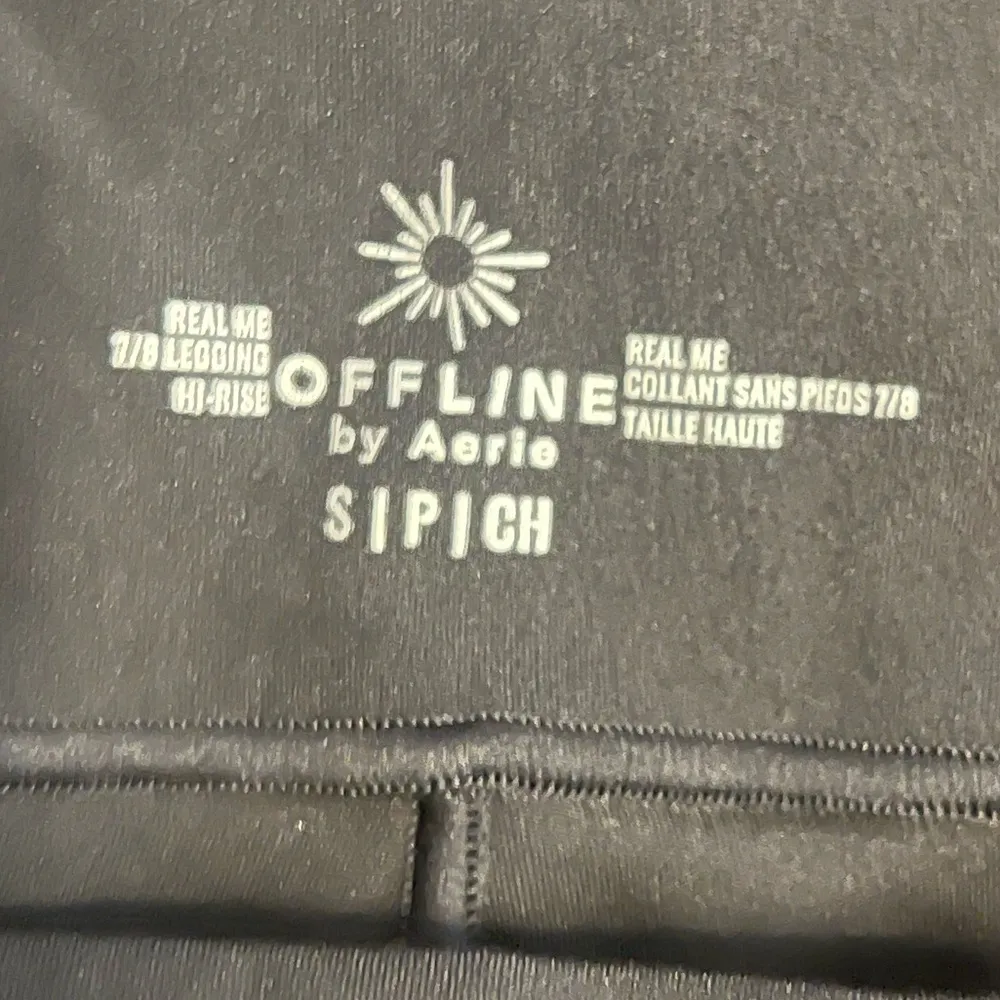 REAL ME
7/8 LEGGING
HI-RISE
OFFLINE
by Aerie
S|P|CH
REAL ME
COLLANT SANS PIEDS 7/8
TAILLE HAUTE